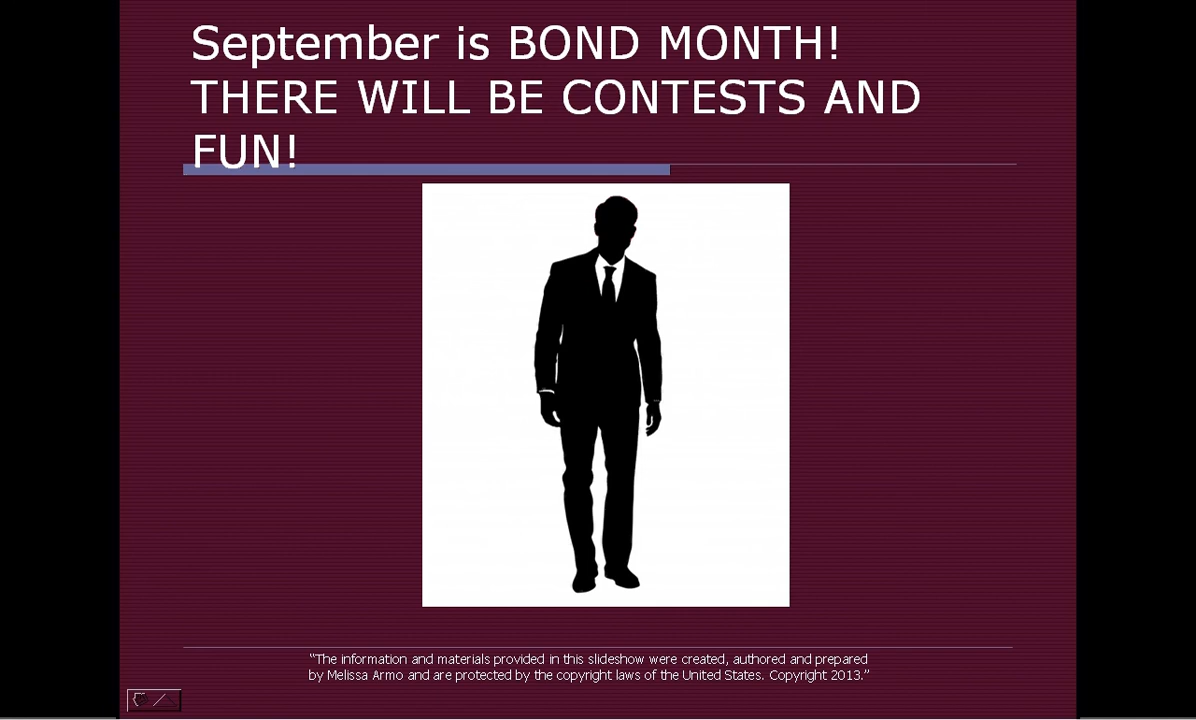 September is BOND MONTH!
THERE WILL BE CONTESTS AND
FUN!
“The information and materials provided in this slideshow were created, authored and prepared
by Melissa Armo and are protected by the copyright laws of the United States. Copyright 2013.”